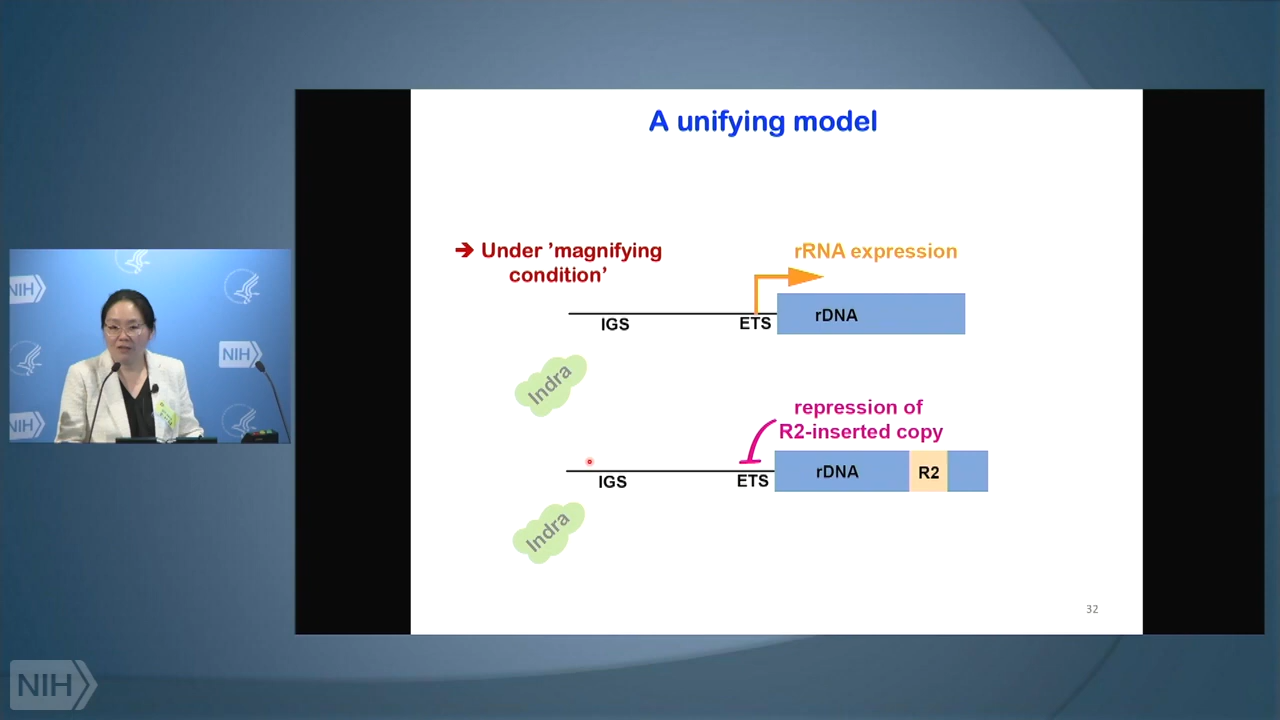 A unifying model
➔ Under ’magnifying
condition’
rRNA expression
IGS
ETS
rDNA
Indra
repression of
R2-inserted copy
IGS
ETS
rDNA
R2
Indra
32
NIH
NIH
NIH
NIH